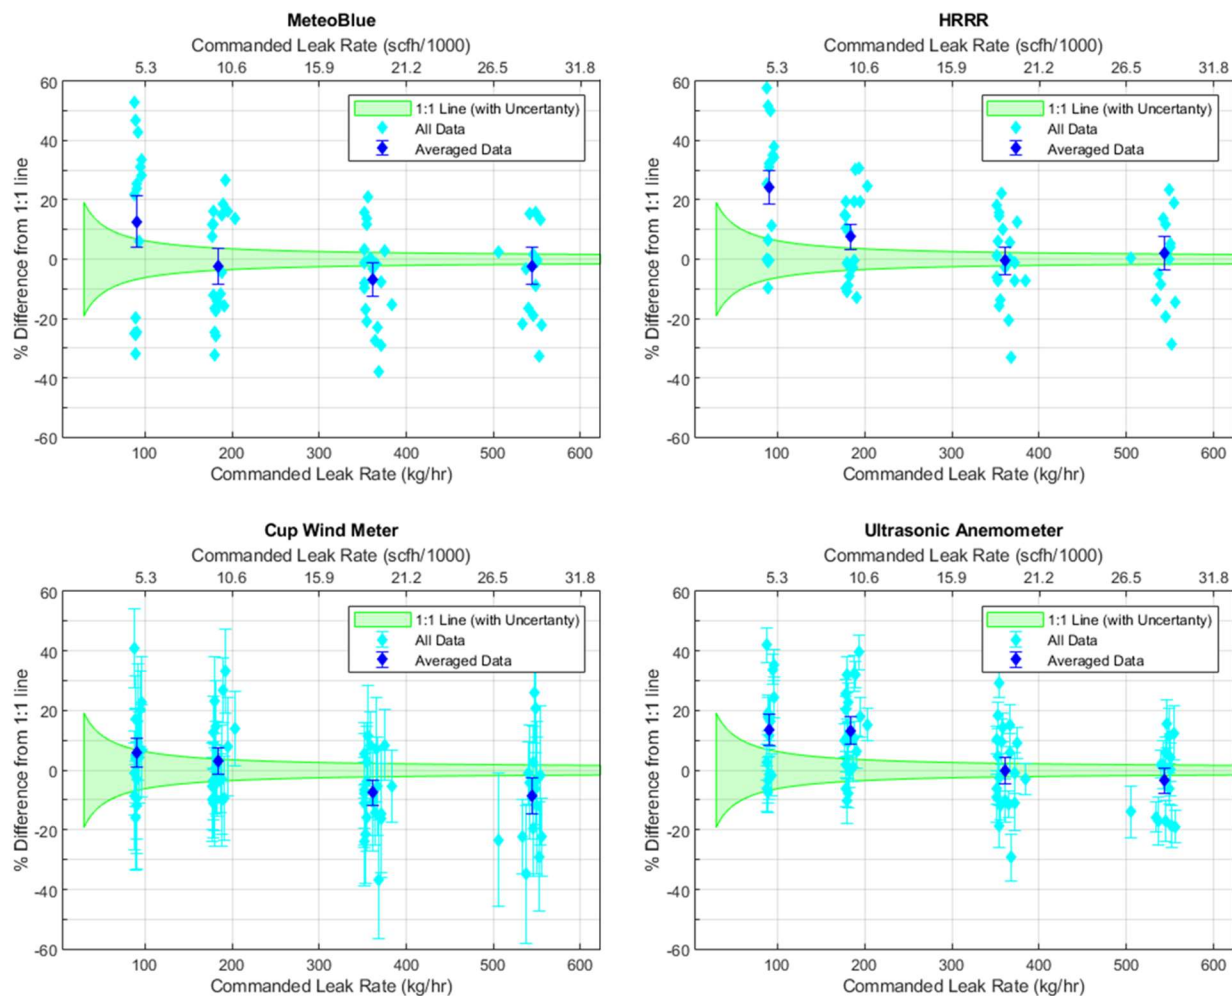 MeteoBlue
Commanded Leak Rate (scfh/1000)
5.3 10.6 15.9 21.2 26.5 31.8
60
40
20
0
-20
-40
-60
% Difference from 1:1 line
1:1 Line (with Uncertanty)
All Data
Averaged Data
100 200 300 400 500 600
Commanded Leak Rate (kg/hr)
HRRR
Commanded Leak Rate (scfh/1000)
5.3 10.6 15.9 21.2 26.5 31.8
60
40
20
0
-20
-40
-60
% Difference from 1:1 line
1:1 Line (with Uncertanty)
All Data
Averaged Data
100 200 300 400 500 600
Commanded Leak Rate (kg/hr)
Cup Wind Meter
Commanded Leak Rate (scfh/1000)
5.3 10.6 15.9 21.2 26.5 31.8
60
40
20
0
-20
-40
-60
% Difference from 1:1 line
1:1 Line (with Uncertanty)
All Data
Averaged Data
100 200 300 400 500 600
Commanded Leak Rate (kg/hr)
Ultrasonic Anemometer
Commanded Leak Rate (scfh/1000)
5.3 10.6 15.9 21.2 26.5 31.8
60
40
20
0
-20
-40
-60
% Difference from 1:1 line
1:1 Line (with Uncertanty)
All Data
Averaged Data
100 200 300 400 500 600
Commanded Leak Rate (kg/hr)